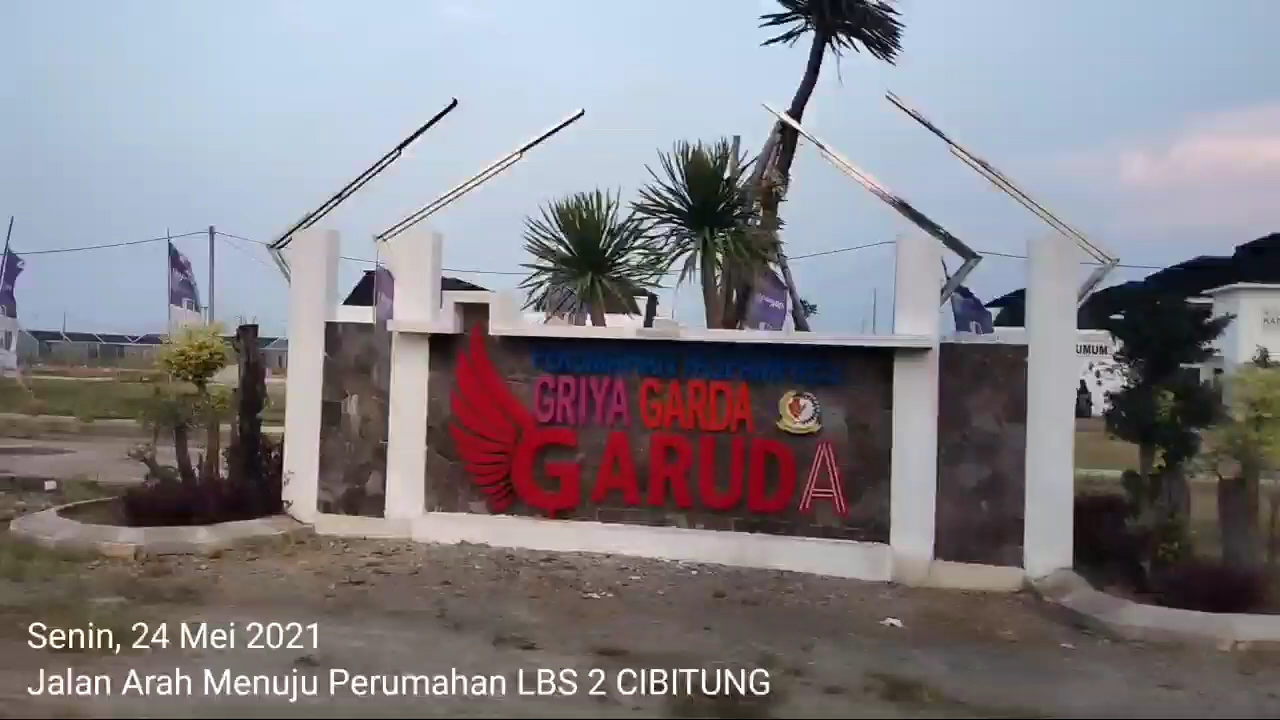 GRIYA GARDA
GARUDA
UMUM
Senin, 24 Mei 2021
Jalan Arah Menuju Perumahan LBS 2 CIBITUNG